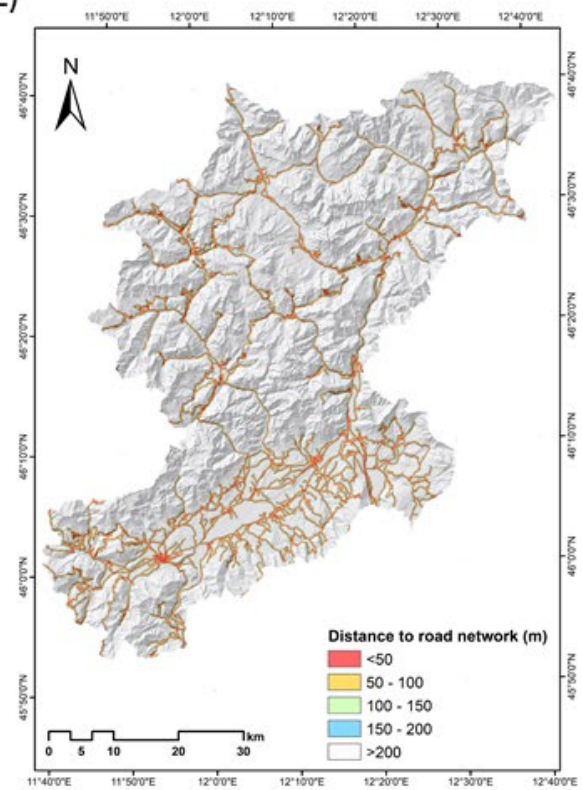 11°50'0"E 12°0'0"E 12°10'0"E 12°20'0"E 12°30'0"E 12°40'0"E
N
46°40'0"N
46°30'0"N
46°20'0"N
46°10'0"N
46°0'0"N
45°50'0"N
46°40'0"N
46°30'0"N
46°20'0"N
46°10'0"N
46°0'0"N
45°50'0"N
Distance to road network (m)
<50
50 - 100
100 - 150
150 - 200
>200
km
0 5 10 20 30
11°40'0"E 11°50'0"E 12°0'0"E 12°10'0"E 12°20'0"E 12°30'0"E 12°40'0"E